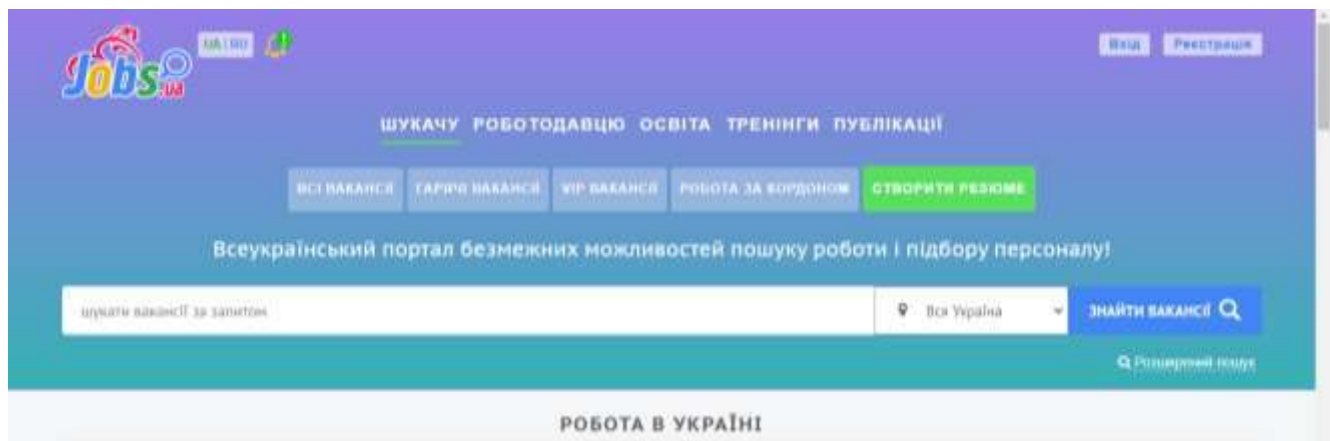 Jobs.ua UA | RU
Вхід Реєстрація
ШУКАЧУ РОБОТОДАВЦЮ ОСВІТА ТРЕНІНГИ ПУБЛІКАЦІЇ
ВСІ ВАКАНСІЇ ГАРЯЧІ ВАКАНСІЇ VIP ВАКАНСІЇ РОБОТА ЗА КОРДОНОМ СТВОРИТИ РЕЗЮМЕ
Всеукраїнський портал безмежних можливостей пошуку роботи і підбору персоналу!
шукати вакансії за запитом Вся Україна ЗНАЙТИ ВАКАНСІЇ
Розширений пошук
РОБОТА В УКРАЇНІ